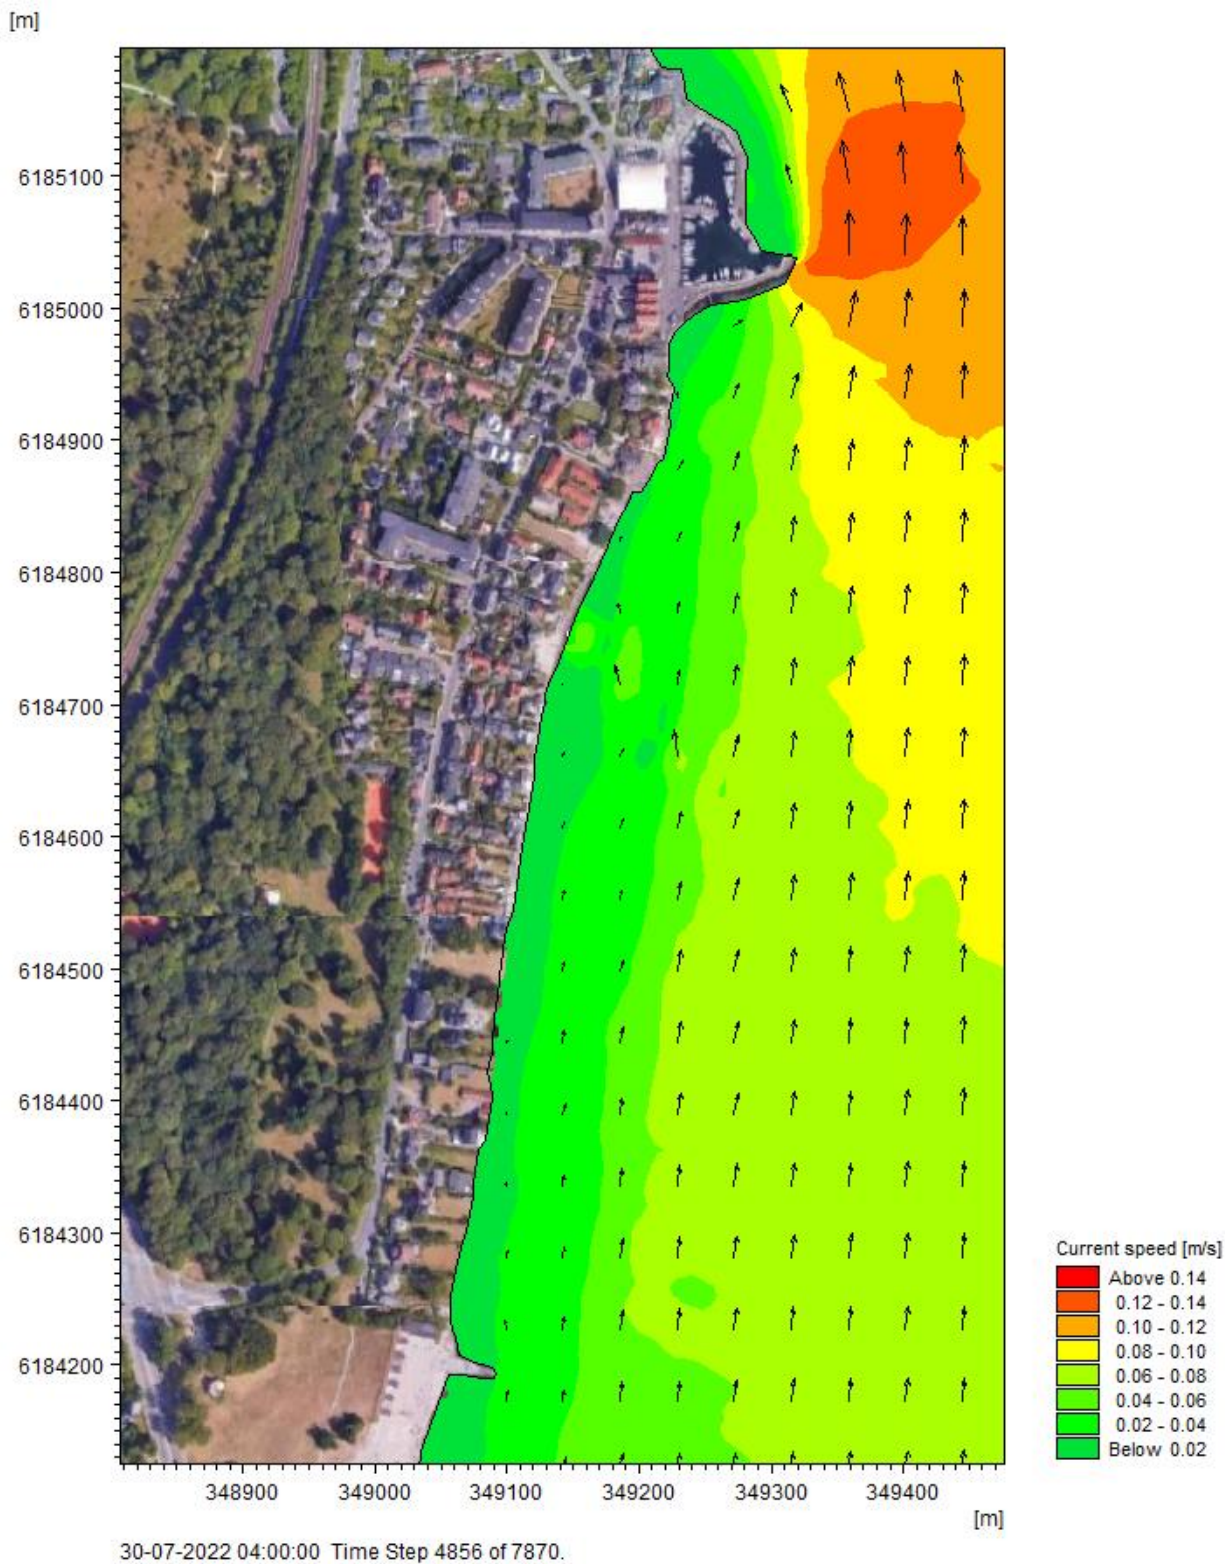 [m]
6185100
6185000
6184900
6184800
6184700
6184600
6184500
6184400
6184300
6184200
348900 349000 349100 349200 349300 349400
[m]
Current speed [m/s]
Above 0.14
0.12 - 0.14
0.10 - 0.12
0.08 - 0.10
0.06 - 0.08
0.04 - 0.06
0.02 - 0.04
Below 0.02
30-07-2022 04:00:00 Time Step 4856 of 7870.